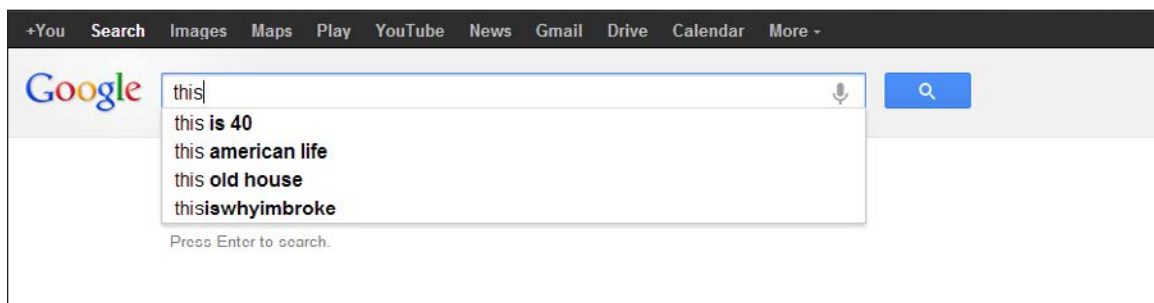 +You Search Images Maps Play YouTube News Gmail Drive Calendar More
Google this
this is 40
this american life
this old house
thisiswhyimbroke
Press Enter to search.